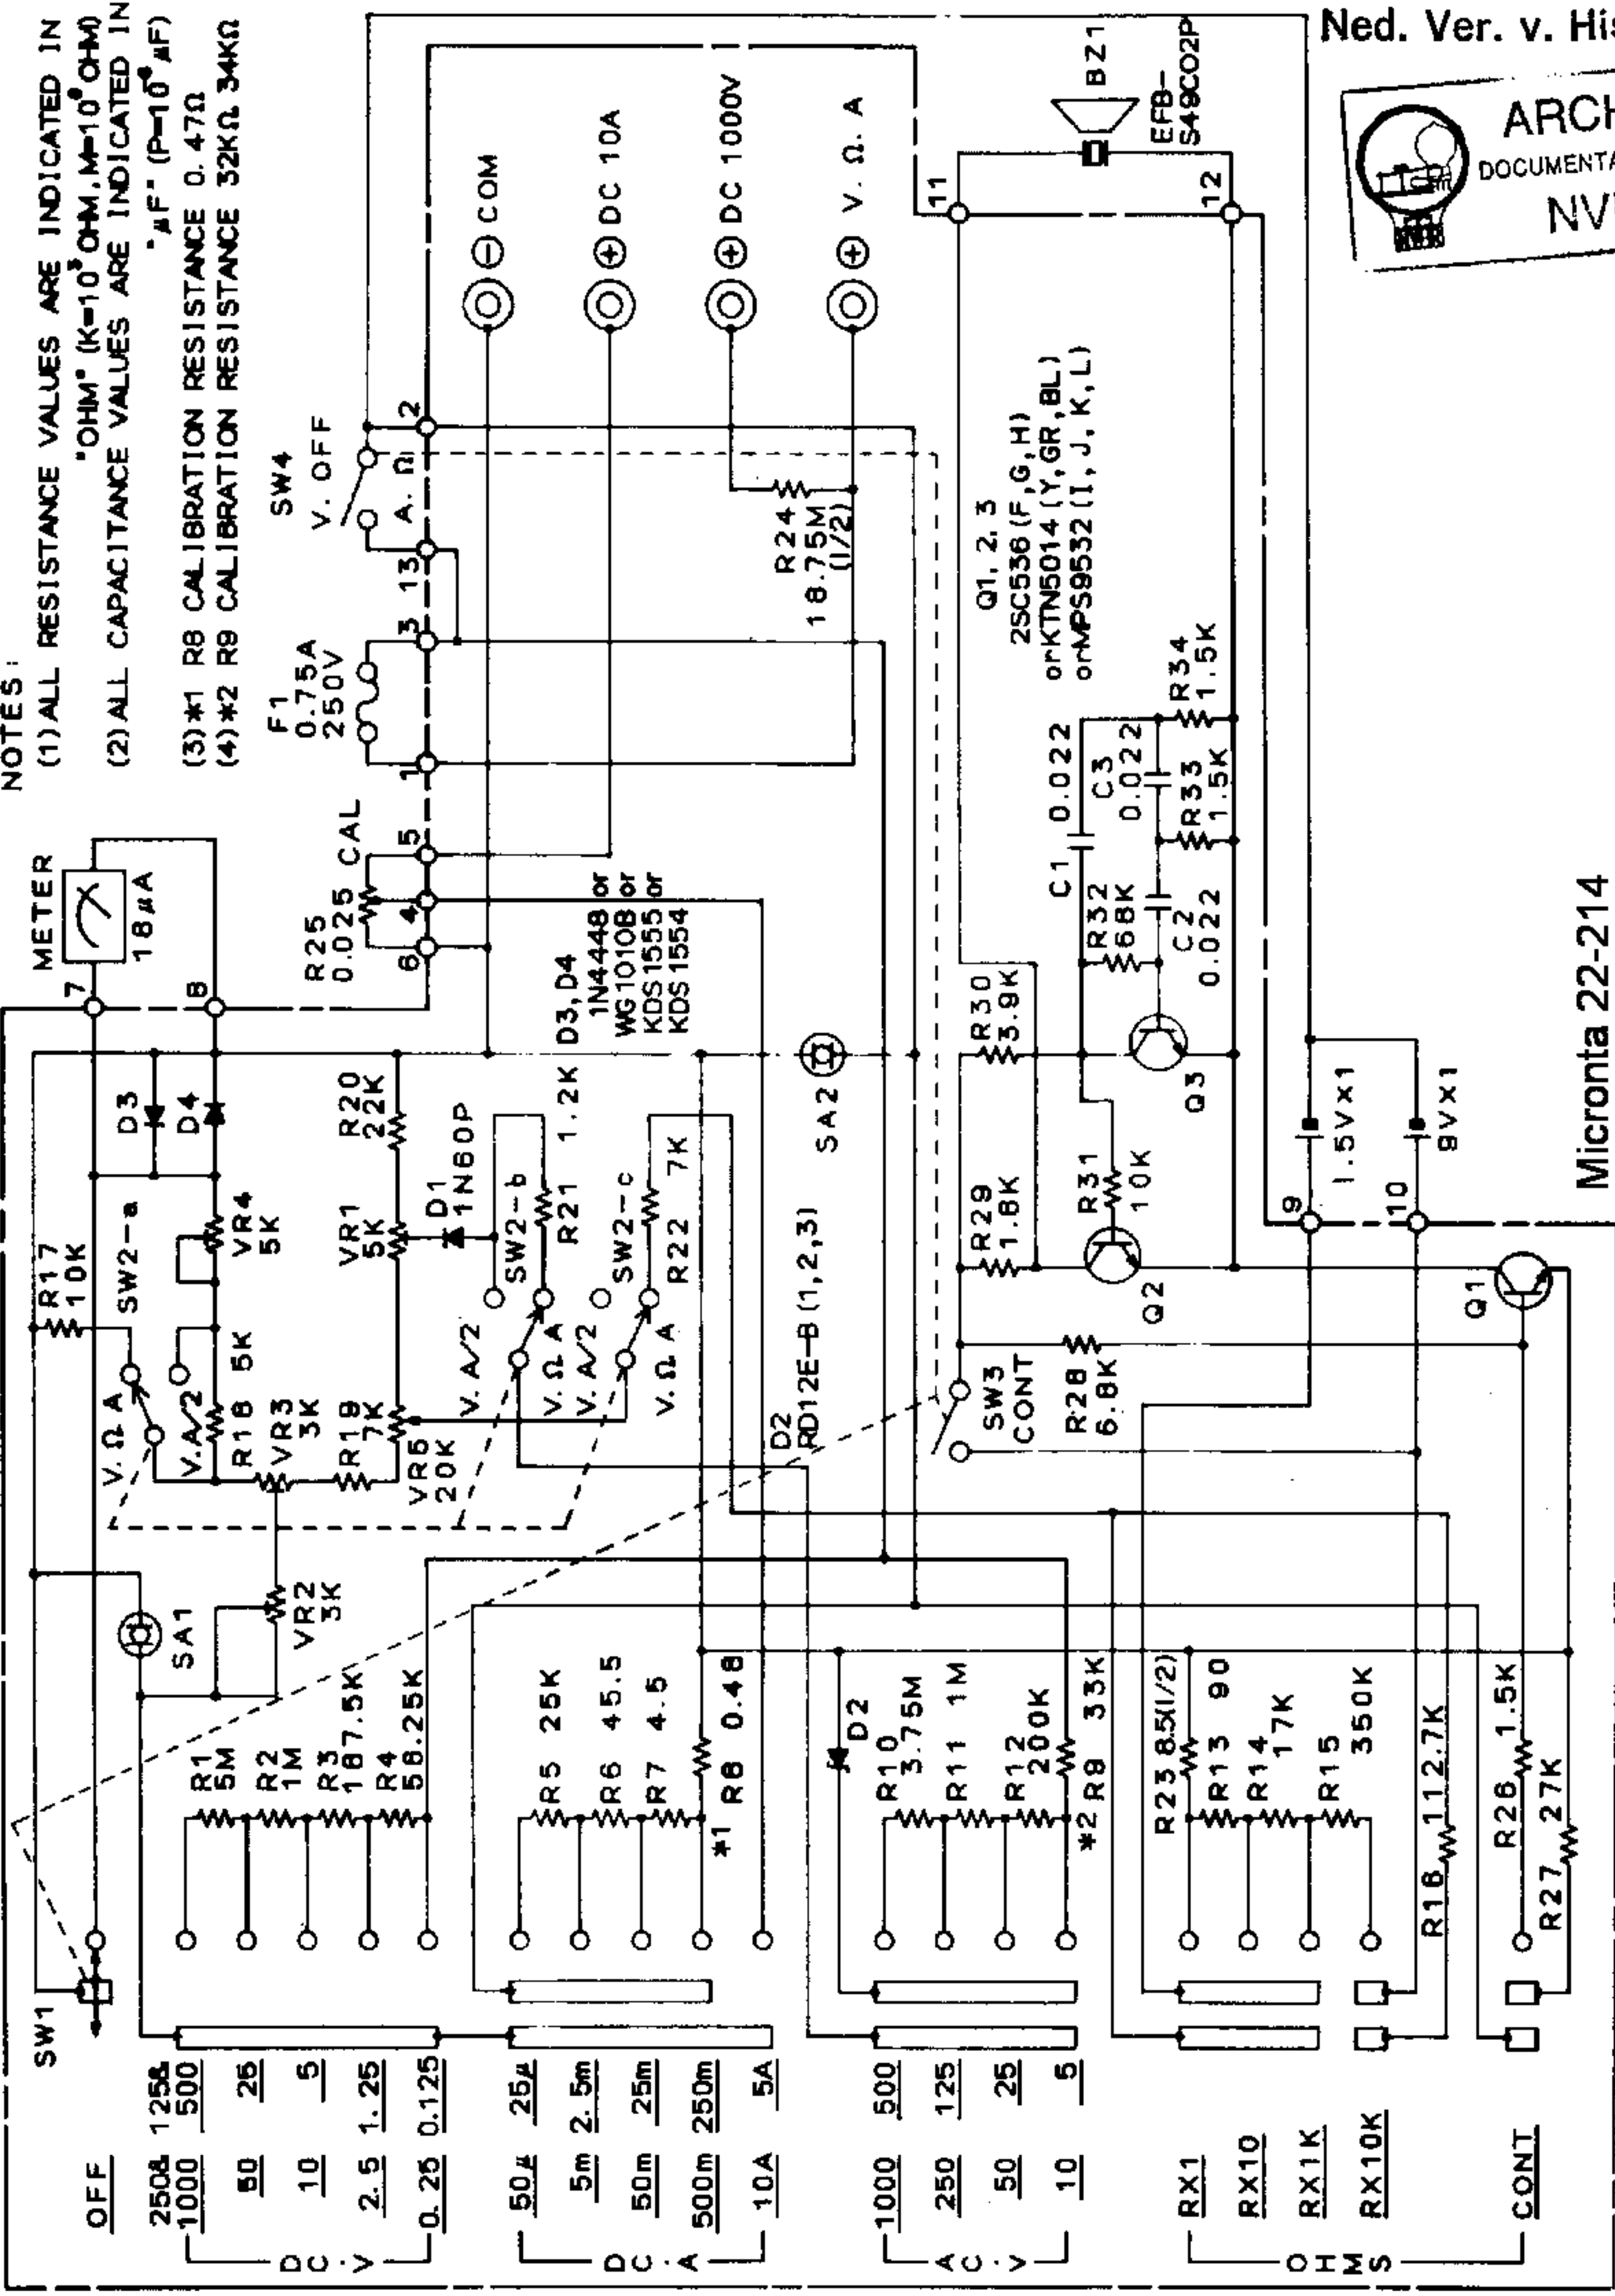 NOTES:
(1) ALL RESISTANCE VALUES ARE INDICATED IN
"OHM" (K=10³ OHM, M=10⁶ OHM)
(2) ALL CAPACITANCE VALUES ARE INDICATED IN
"μF" (P=10⁶ μF)
(3) *1 R8 CALIBRATION RESISTANCE 0.47Ω
(4) *2 R9 CALIBRATION RESISTANCE 32KΩ 34KΩ
Ned. Ver. v. His
ARCH
DOCUMENTA
NV
METER
18μA
7
8
R25
0.025
CAL
6
4
5
F1
0.75A
250V
1
3
13
2
SW4
V. OFF
A. Ω
⊖ COM
⊕ DC 10A
⊕ DC 1000V
⊕ V. Ω. A
R24
18.75M
(1/2)
BZ1
EFB-
S49C02P
11
12
D3
D4
D3, D4
1N4448 or
WG1010B or
KDS1555 or
KDS1554
R17
10K
SW2-a
V. Ω A
V.A/2
VR4
5K
R18 5K
VR3
3K
R19
7K
VR5
20K
VR1
5K
R20
22K
D1
1N60P
SW2-b
V. A/2
V. Ω A
R21 1.2K
SW2-c
V. A/2
V. Ω A
R22 7K
SA2
D2
RD12E-B (1,2,3)
SA1
VR2
3K
Q1, 2, 3
2SC536 (F, G, H)
orKTN5014 (Y, GR, BL)
orMPS9532 (I, J, K, L)
R30
3.9K
R29
1.8K
R31
10K
R32
68K
C1 0.022
C2
0.022
C3
0.022
R33
1.5K
R34
1.5K
Q3
Q2
Q1
SW3
CONT
R28
6.8K
9
1.5V×1
10
9V×1
Micronta 22-214
SW1
OFF
1000 500
50 25
10 5
2.5 1.25
0.25 0.125
DC·V
R1
5M
R2
1M
R3
187.5K
R4
56.25K
50μ 25μ
5m 2.5m
50m 25m
500m 250m
10A 5A
DC·A
R5 25K
R6 45.5
R7 4.5
*1 R8 0.48
1000 500
250 125
50 25
10 5
AC·V
D2
R10
3.75M
R11 1M
R12
200K
*2 R9 33K
RX1
RX10
RX1K
RX10K
CONT
OHMS
R23 8.5(1/2)
R13 90
R14
17K
R15
350K
R16 112.7K
R26
1.5K
R27 27K